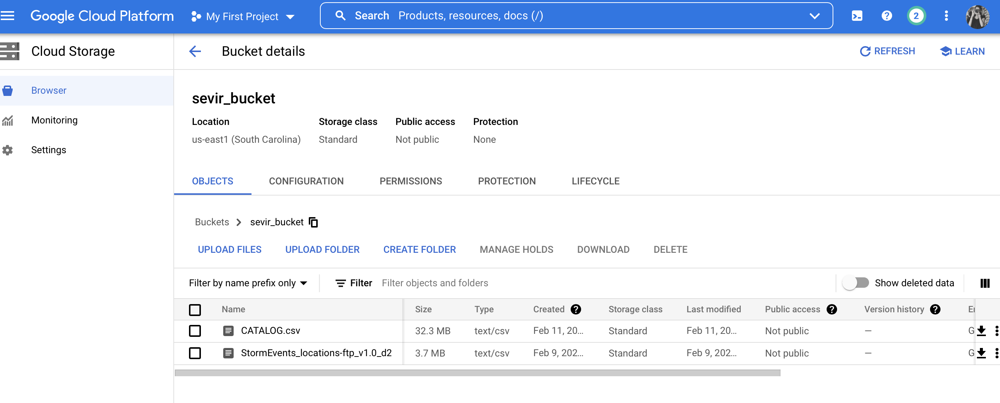 Google Cloud Platform My First Project Search Products, resources, docs (/) 2
Cloud Storage Bucket details REFRESH LEARN
Browser
Monitoring
Settings
sevir_bucket
Location Storage class Public access Protection
us-east1 (South Carolina) Standard Not public None
OBJECTS CONFIGURATION PERMISSIONS PROTECTION LIFECYCLE
Buckets sevir_bucket
UPLOAD FILES UPLOAD FOLDER CREATE FOLDER MANAGE HOLDS DOWNLOAD DELETE
Filter by name prefix only Filter Filter objects and folders Show deleted data
Name Size Type Created Storage class Last modified Public access Version history
CATALOG.csv 32.3 MB text/csv Feb 11, 20... Standard Feb 11, 20... Not public — G
StormEvents_locations-ftp_v1.0_d2 3.7 MB text/csv Feb 9, 202... Standard Feb 9, 202... Not public — G